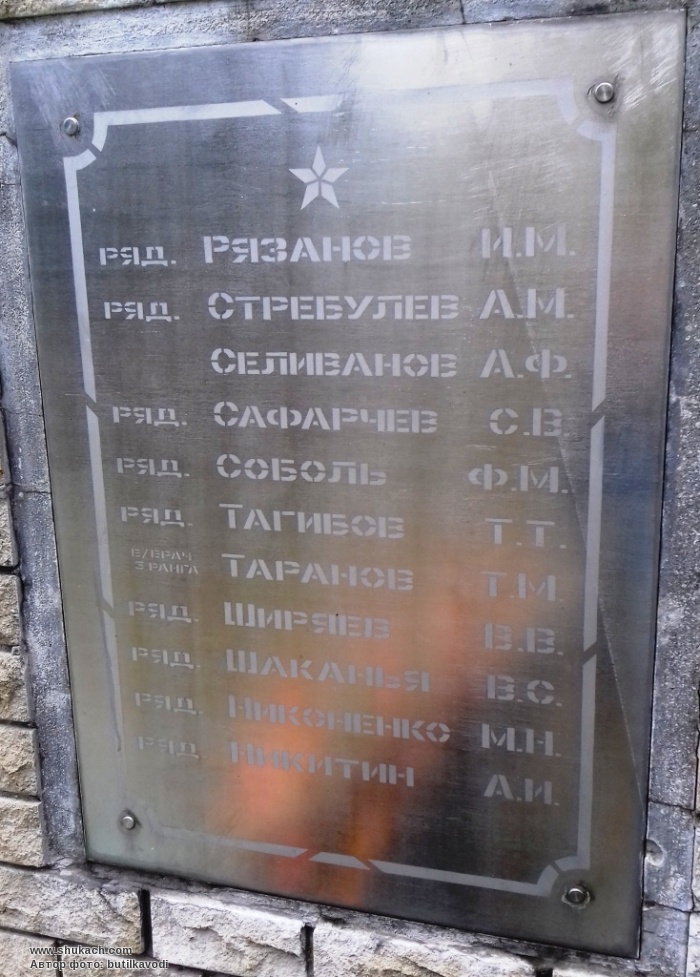 ряд. Рязанов И.М.
ряд. Стребулев А.М.
Селиванов А.Ф.
ряд. Сафарчев С.В.
ряд. Соболь Ф.М.
ряд. Тагибов Т.Т.
в/врач
3 ранга Таранов Т.М.
ряд. Ширяев В.В.
ряд. Шаканья В.С.
ряд. Никоненко М.Н.
ряд. Никитин А.И.
www.shukach.com
Автор фото: butilkavodi